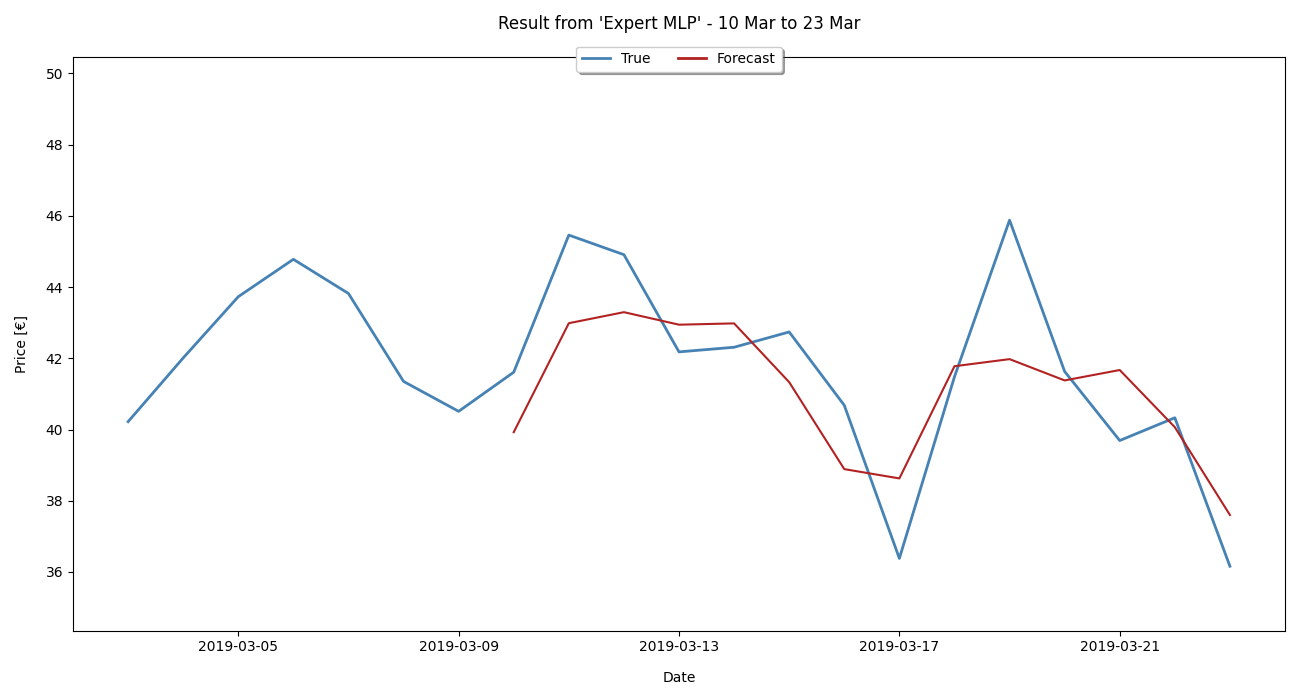 Result from 'Expert MLP' - 10 Mar to 23 Mar
True Forecast
50
48
46
44
42
40
38
36
Price [€]
2019-03-05 2019-03-09 2019-03-13 2019-03-17 2019-03-21
Date